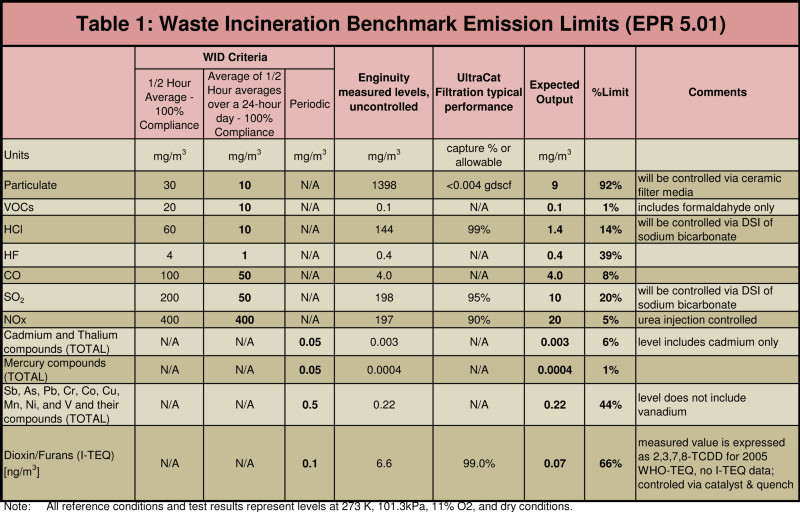 Table 1: Waste Incineration Benchmark Emission Limits (EPR 5.01)
WID Criteria
1/2 Hour
Average -
100%
Compliance
Average of 1/2
Hour averages
over a 24-hour
day - 100%
Compliance
Periodic
Enginuity
measured levels,
uncontrolled
UltraCat
Filtration typical
performance
Expected
Output
%Limit
Comments
Units
mg/m³
mg/m³
mg/m³
mg/m³
capture % or
allowable
mg/m³
Particulate
30
10
N/A
1398
<0.004 gdscf
9
92%
will be controlled via ceramic
filter media
VOCs
20
10
N/A
0.1
N/A
0.1
1%
includes formaldahyde only
HCl
60
10
N/A
144
99%
1.4
14%
will be controlled via DSI of
sodium bicarbonate
HF
4
1
N/A
0.4
N/A
0.4
39%
CO
100
50
N/A
4.0
N/A
4.0
8%
SO₂
200
50
N/A
198
95%
10
20%
will be controlled via DSI of
sodium bicarbonate
NOx
400
400
N/A
197
90%
20
5%
urea injection controlled
Cadmium and Thalium
compounds (TOTAL)
N/A
N/A
0.05
0.003
N/A
0.003
6%
level includes cadmium only
Mercury compounds
(TOTAL)
N/A
N/A
0.05
0.0004
N/A
0.0004
1%
Sb, As, Pb, Cr, Co, Cu,
Mn, Ni, and V and their
compounds (TOTAL)
N/A
N/A
0.5
0.22
N/A
0.22
44%
level does not include
vanadium
Dioxin/Furans (I-TEQ)
[ng/m³]
N/A
N/A
0.1
6.6
99.0%
0.07
66%
measured value is expressed
as 2,3,7,8-TCDD for 2005
WHO-TEQ, no I-TEQ data;
controled via catalyst & quench
Note: All reference conditions and test results represent levels at 273 K, 101.3kPa, 11% O2, and dry conditions.